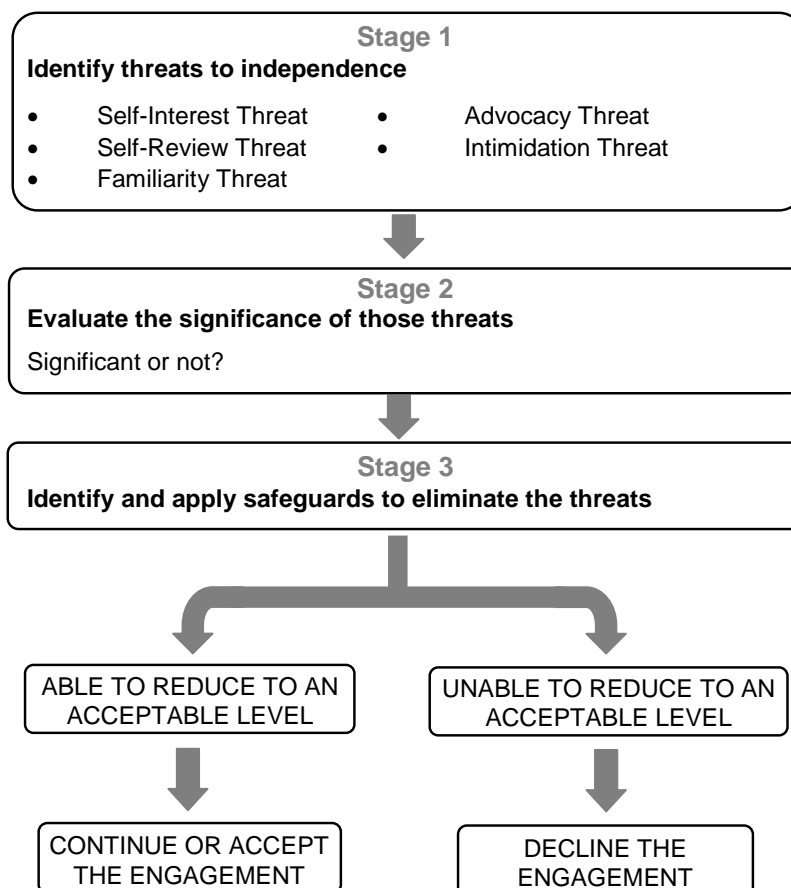 Stage 1
Identify threats to independence
• Self-Interest Threat
• Self-Review Threat
• Familiarity Threat
• Advocacy Threat
• Intimidation Threat
Stage 2
Evaluate the significance of those threats
Significant or not?
Stage 3
Identify and apply safeguards to eliminate the threats
ABLE TO REDUCE TO AN
ACCEPTABLE LEVEL
UNABLE TO REDUCE TO AN
ACCEPTABLE LEVEL
CONTINUE OR ACCEPT
THE ENGAGEMENT
DECLINE THE
ENGAGEMENT